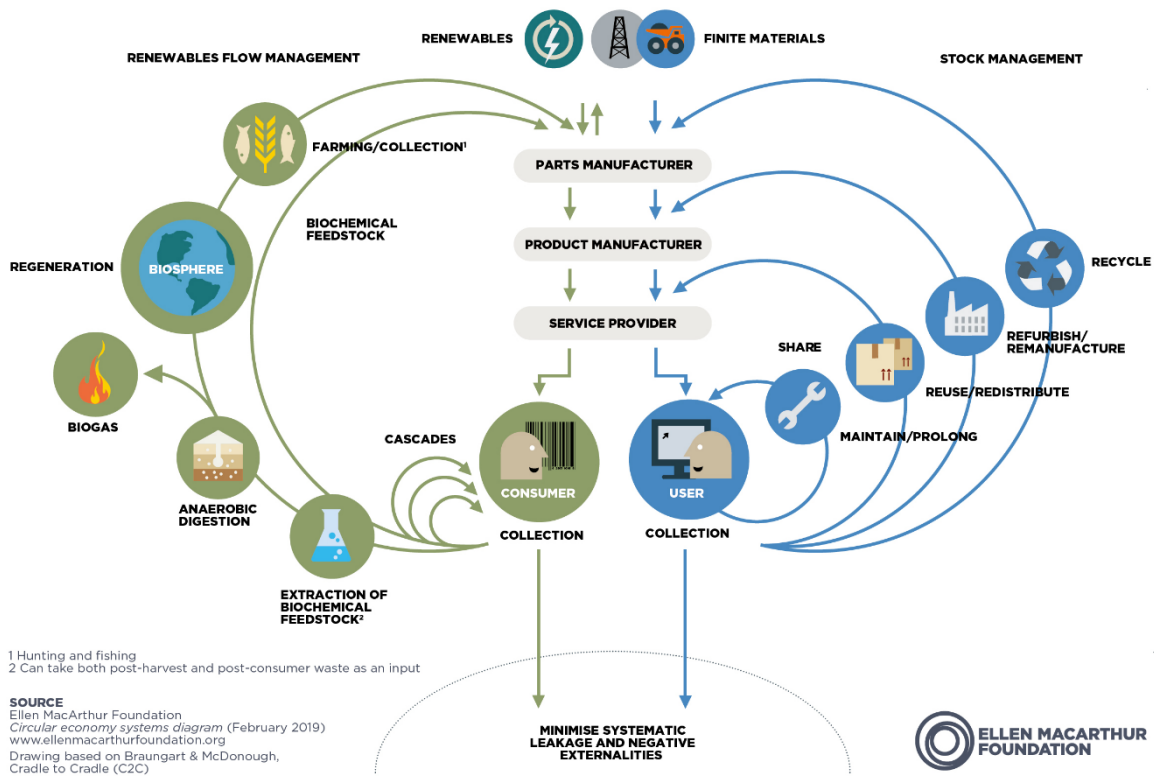 RENEWABLES
FINITE MATERIALS
RENEWABLES FLOW MANAGEMENT
STOCK MANAGEMENT
FARMING/COLLECTION¹
PARTS MANUFACTURER
BIOCHEMICAL
FEEDSTOCK
PRODUCT MANUFACTURER
REGENERATION
BIOSPHERE
RECYCLE
SERVICE PROVIDER
SHARE
REFURBISH/
REMANUFACTURE
REUSE/REDISTRIBUTE
BIOGAS
CASCADES
MAINTAIN/PROLONG
CONSUMER
USER
ANAEROBIC
DIGESTION
COLLECTION
COLLECTION
EXTRACTION OF
BIOCHEMICAL
FEEDSTOCK²
1 Hunting and fishing
2 Can take both post-harvest and post-consumer waste as an input
SOURCE
Ellen MacArthur Foundation
Circular economy systems diagram (February 2019)
www.ellenmacarthurfoundation.org
Drawing based on Braungart & McDonough,
Cradle to Cradle (C2C)
MINIMISE SYSTEMATIC
LEAKAGE AND NEGATIVE
EXTERNALITIES
ELLEN MACARTHUR
FOUNDATION